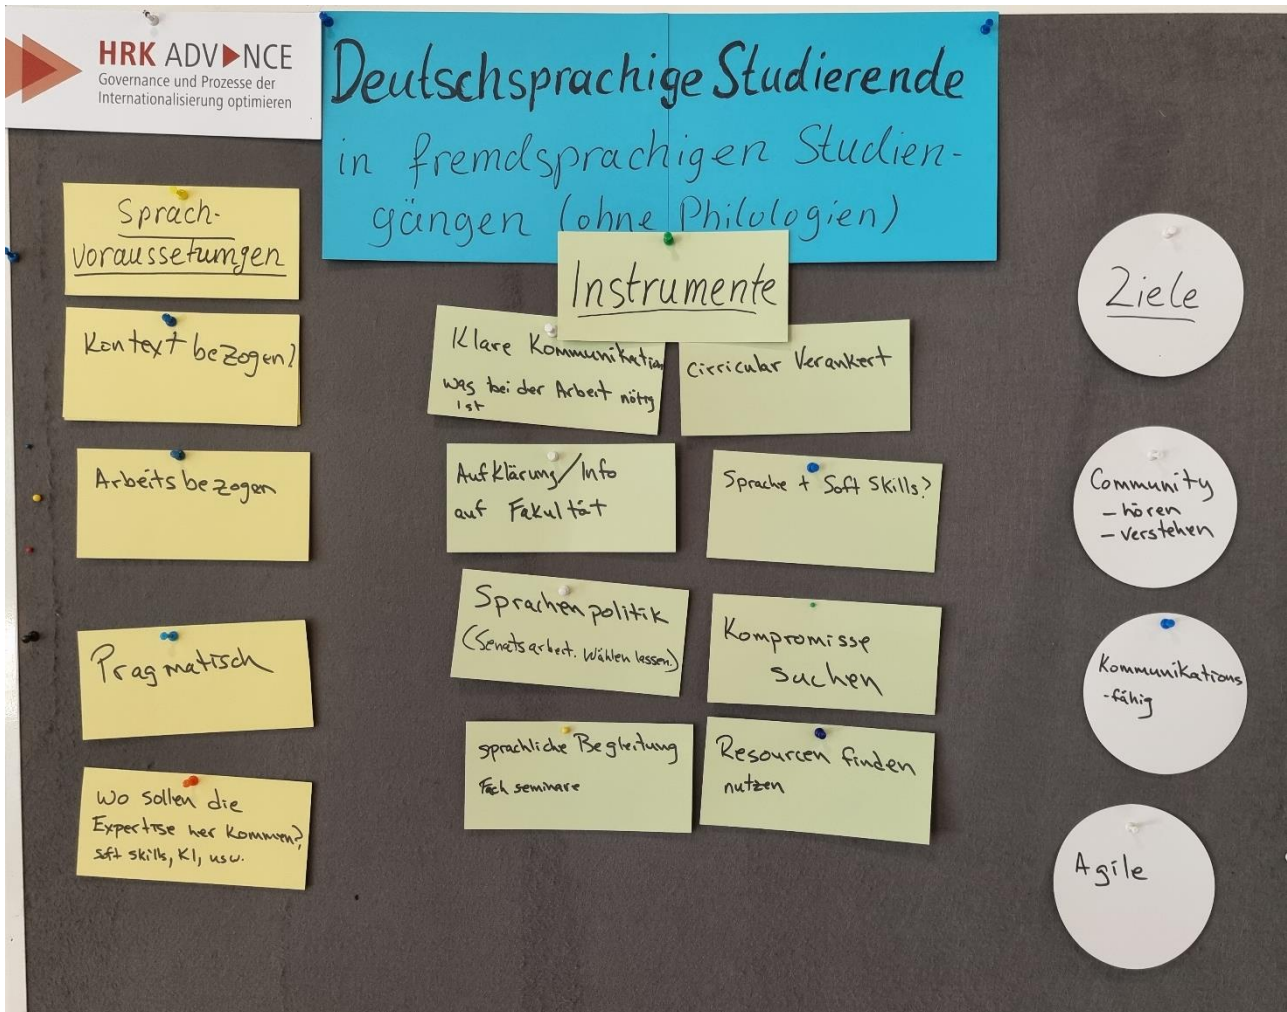 HRK ADVANCE
Governance und Prozesse der
Internationalisierung optimieren
Deutschsprachige Studierende
in fremdsprachigen Studien-
gängen (ohne Philologien)
Sprach-
voraussetzungen
Kontext bezogen?
Arbeitsbezogen
Pragmatisch
Wo sollen die
Expertise her kommen?
soft skills, KI, usw.
Instrumente
Klare Kommunikation
was bei der Arbeit nötig
ist
Cirricular Verankert
Aufklärung/Info
auf Fakultät
Sprache + Soft Skills?
Sprachenpolitik
(Senatsarbeit. Wählen lassen.)
Kompromisse
suchen
sprachliche Begleitung
Fach seminare
Resourcen finden
nutzen
Ziele
Community
- hören
- verstehen
Kommunikations
-fähig
Agile